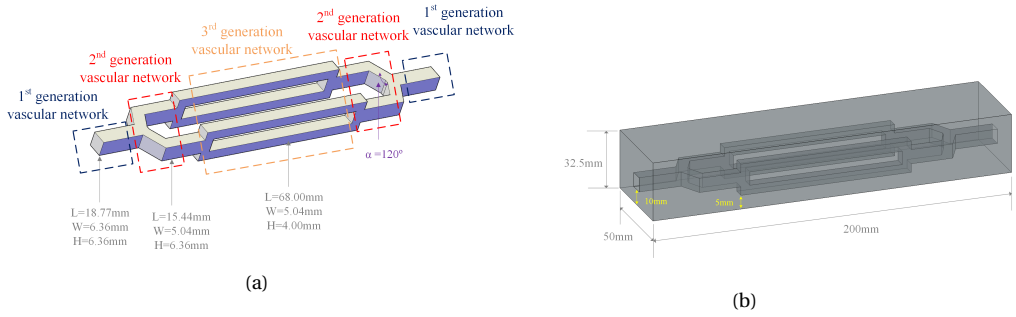 1st generation
vascular network
2nd generation
vascular network
3rd generation
vascular network
2nd generation
vascular network
1st generation
vascular network
α =120º
L=18.77mm
W=6.36mm
H=6.36mm
L=15.44mm
W=5.04mm
H=6.36mm
L=68.00mm
W=5.04mm
H=4.00mm
(a)
32.5mm
10mm
5mm
50mm
200mm
(b)